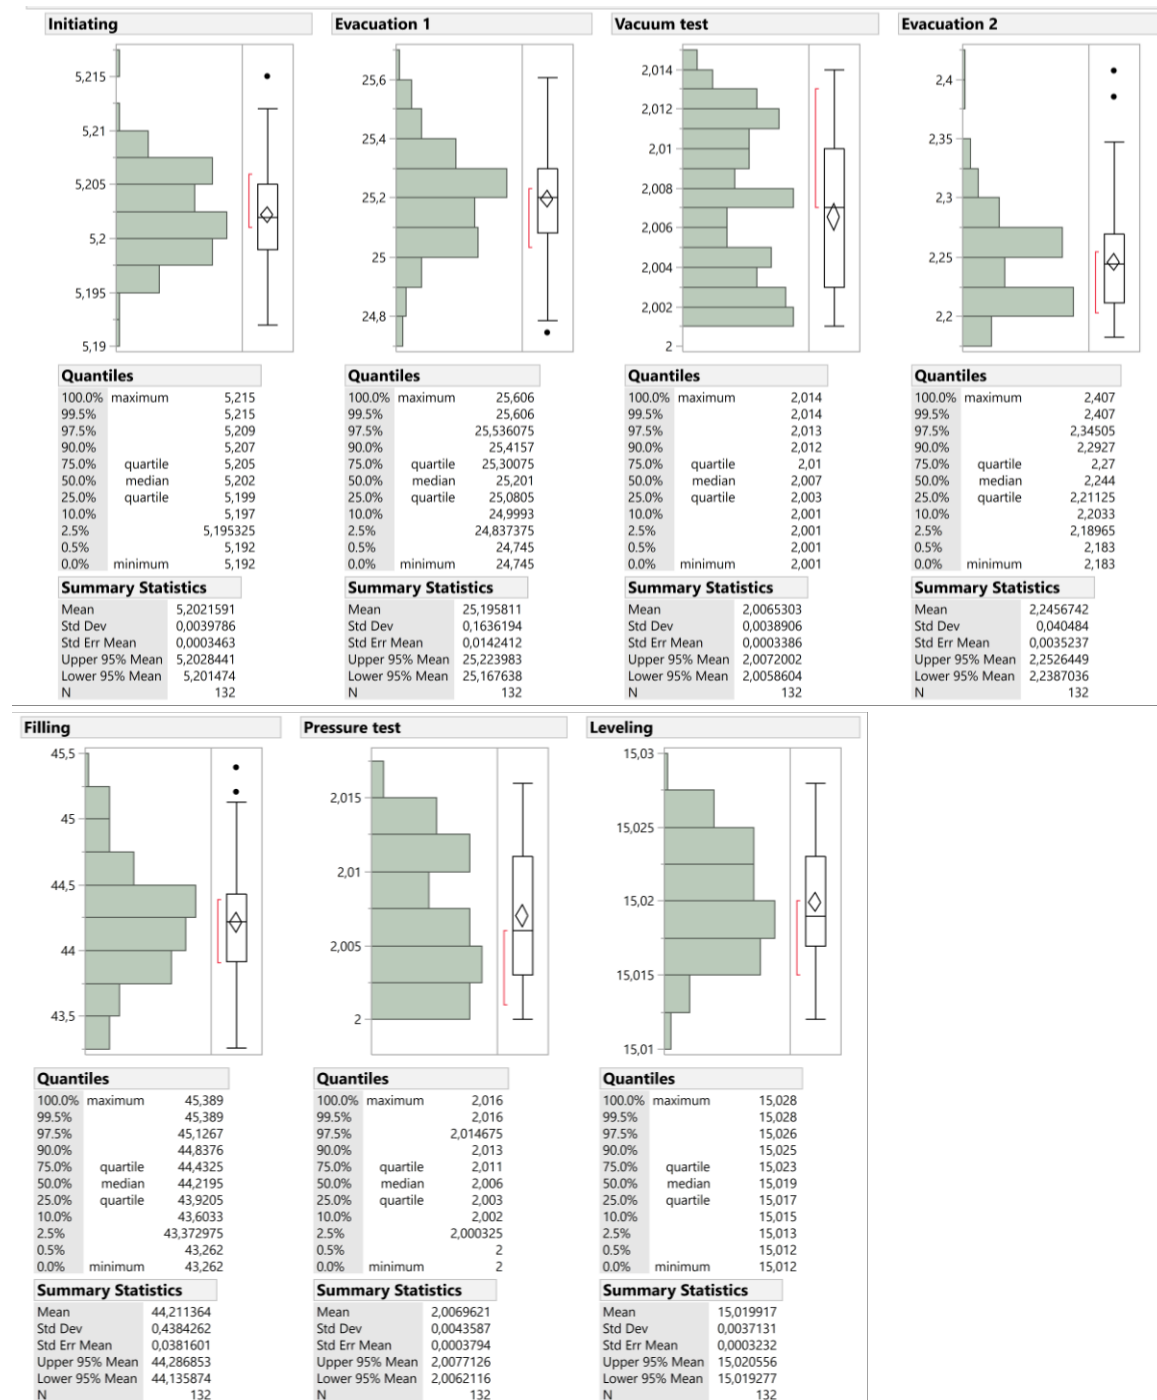 Initiating
5,215
5,21
5,205
5,2
5,195
5,19
Quantiles
100.0% maximum 5,215
99.5% 5,215
97.5% 5,209
90.0% 5,207
75.0% quartile 5,205
50.0% median 5,202
25.0% quartile 5,199
10.0% 5,197
2.5% 5,195325
0.5% 5,192
0.0% minimum 5,192
Summary Statistics
Mean 5,2021591
Std Dev 0,0039786
Std Err Mean 0,0003463
Upper 95% Mean 5,2028441
Lower 95% Mean 5,201474
N 132
Evacuation 1
25,6
25,4
25,2
25
24,8
Quantiles
100.0% maximum 25,606
99.5% 25,606
97.5% 25,536075
90.0% 25,4157
75.0% quartile 25,30075
50.0% median 25,201
25.0% quartile 25,0805
10.0% 24,9993
2.5% 24,837375
0.5% 24,745
0.0% minimum 24,745
Summary Statistics
Mean 25,195811
Std Dev 0,1636194
Std Err Mean 0,0142412
Upper 95% Mean 25,223983
Lower 95% Mean 25,167638
N 132
Vacuum test
2,014
2,012
2,01
2,008
2,006
2,004
2,002
2
Quantiles
100.0% maximum 2,014
99.5% 2,014
97.5% 2,013
90.0% 2,012
75.0% quartile 2,01
50.0% median 2,007
25.0% quartile 2,003
10.0% 2,001
2.5% 2,001
0.5% 2,001
0.0% minimum 2,001
Summary Statistics
Mean 2,0065303
Std Dev 0,0038906
Std Err Mean 0,0003386
Upper 95% Mean 2,0072002
Lower 95% Mean 2,0058604
N 132
Evacuation 2
2,4
2,35
2,3
2,25
2,2
Quantiles
100.0% maximum 2,407
99.5% 2,407
97.5% 2,34505
90.0% 2,2927
75.0% quartile 2,27
50.0% median 2,244
25.0% quartile 2,21125
10.0% 2,2033
2.5% 2,18965
0.5% 2,183
0.0% minimum 2,183
Summary Statistics
Mean 2,2456742
Std Dev 0,040484
Std Err Mean 0,0035237
Upper 95% Mean 2,2526449
Lower 95% Mean 2,2387036
N 132
Filling
45,5
45
44,5
44
43,5
Quantiles
100.0% maximum 45,389
99.5% 45,389
97.5% 45,1267
90.0% 44,8376
75.0% quartile 44,4325
50.0% median 44,2195
25.0% quartile 43,9205
10.0% 43,6033
2.5% 43,372975
0.5% 43,262
0.0% minimum 43,262
Summary Statistics
Mean 44,211364
Std Dev 0,4384262
Std Err Mean 0,0381601
Upper 95% Mean 44,286853
Lower 95% Mean 44,135874
N 132
Pressure test
2,015
2,01
2,005
2
Quantiles
100.0% maximum 2,016
99.5% 2,016
97.5% 2,014675
90.0% 2,013
75.0% quartile 2,011
50.0% median 2,006
25.0% quartile 2,003
10.0% 2,002
2.5% 2,000325
0.5% 2
0.0% minimum 2
Summary Statistics
Mean 2,0069621
Std Dev 0,0043587
Std Err Mean 0,0003794
Upper 95% Mean 2,0077126
Lower 95% Mean 2,0062116
N 132
Leveling
15,03
15,025
15,02
15,015
15,01
Quantiles
100.0% maximum 15,028
99.5% 15,028
97.5% 15,026
90.0% 15,025
75.0% quartile 15,023
50.0% median 15,019
25.0% quartile 15,017
10.0% 15,015
2.5% 15,013
0.5% 15,012
0.0% minimum 15,012
Summary Statistics
Mean 15,019917
Std Dev 0,0037131
Std Err Mean 0,0003232
Upper 95% Mean 15,020556
Lower 95% Mean 15,019277
N 132